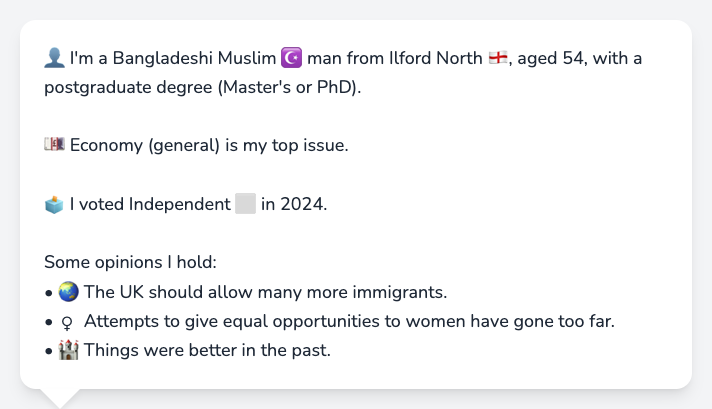 👤 I'm a Bangladeshi Muslim ☪️ man from Ilford North 🏴󠁧󠁢󠁥󠁮󠁧󠁿, aged 54, with a
postgraduate degree (Master's or PhD).
💷 Economy (general) is my top issue.
🗳️ I voted Independent ⬜ in 2024.
Some opinions I hold:
• 🌏 The UK should allow many more immigrants.
• ♀ Attempts to give equal opportunities to women have gone too far.
• 🏰 Things were better in the past.